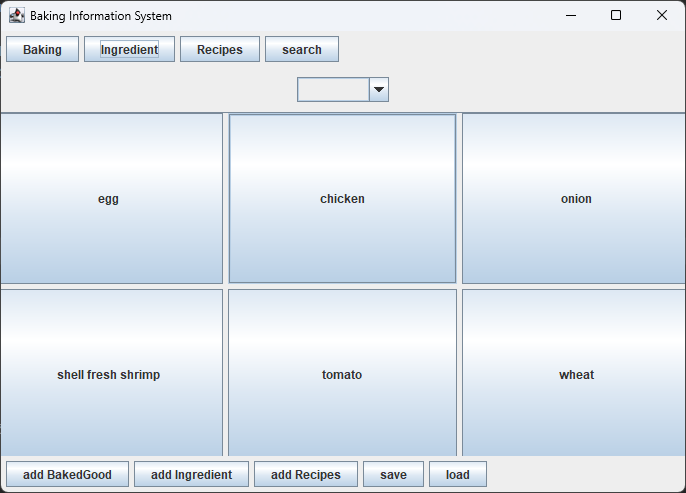 Baking Information System
Baking Ingredient Recipes search
egg chicken onion
shell fresh shrimp tomato wheat
add BakedGood add Ingredient add Recipes save load